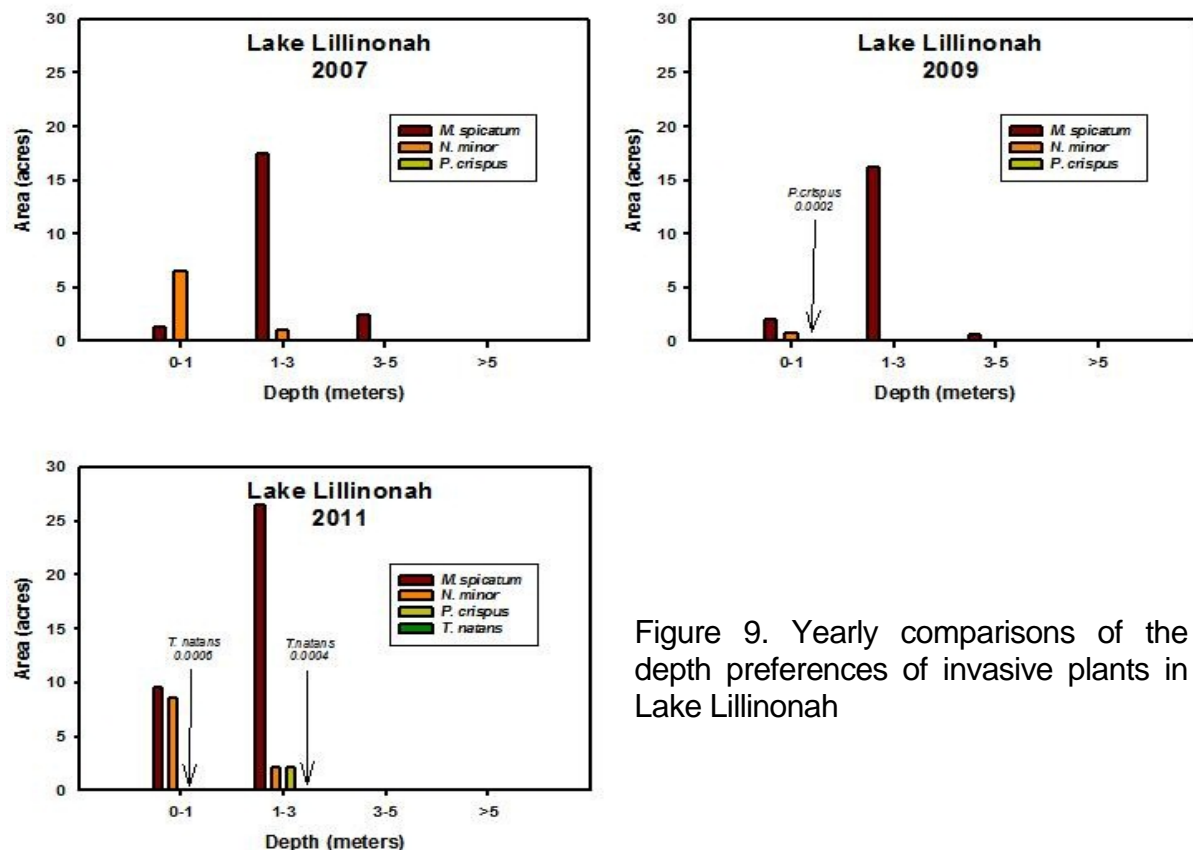 Lake Lillinonah
2007
Area (acres)
30
25
20
15
10
5
0
M. spicatum
N. minor
P. crispus
0-1
1-3
3-5
>5
Depth (meters)
Lake Lillinonah
2009
Area (acres)
30
25
20
15
10
5
0
M. spicatum
N. minor
P. crispus
P.crispus
0.0002
0-1
1-3
3-5
>5
Depth (meters)
Lake Lillinonah
2011
Area (acres)
30
25
20
15
10
5
0
M. spicatum
N. minor
P. crispus
T. natans
T. natans
0.0006
T.natans
0.0004
0-1
1-3
3-5
>5
Depth (meters)
Figure 9. Yearly comparisons of the
depth preferences of invasive plants in
Lake Lillinonah